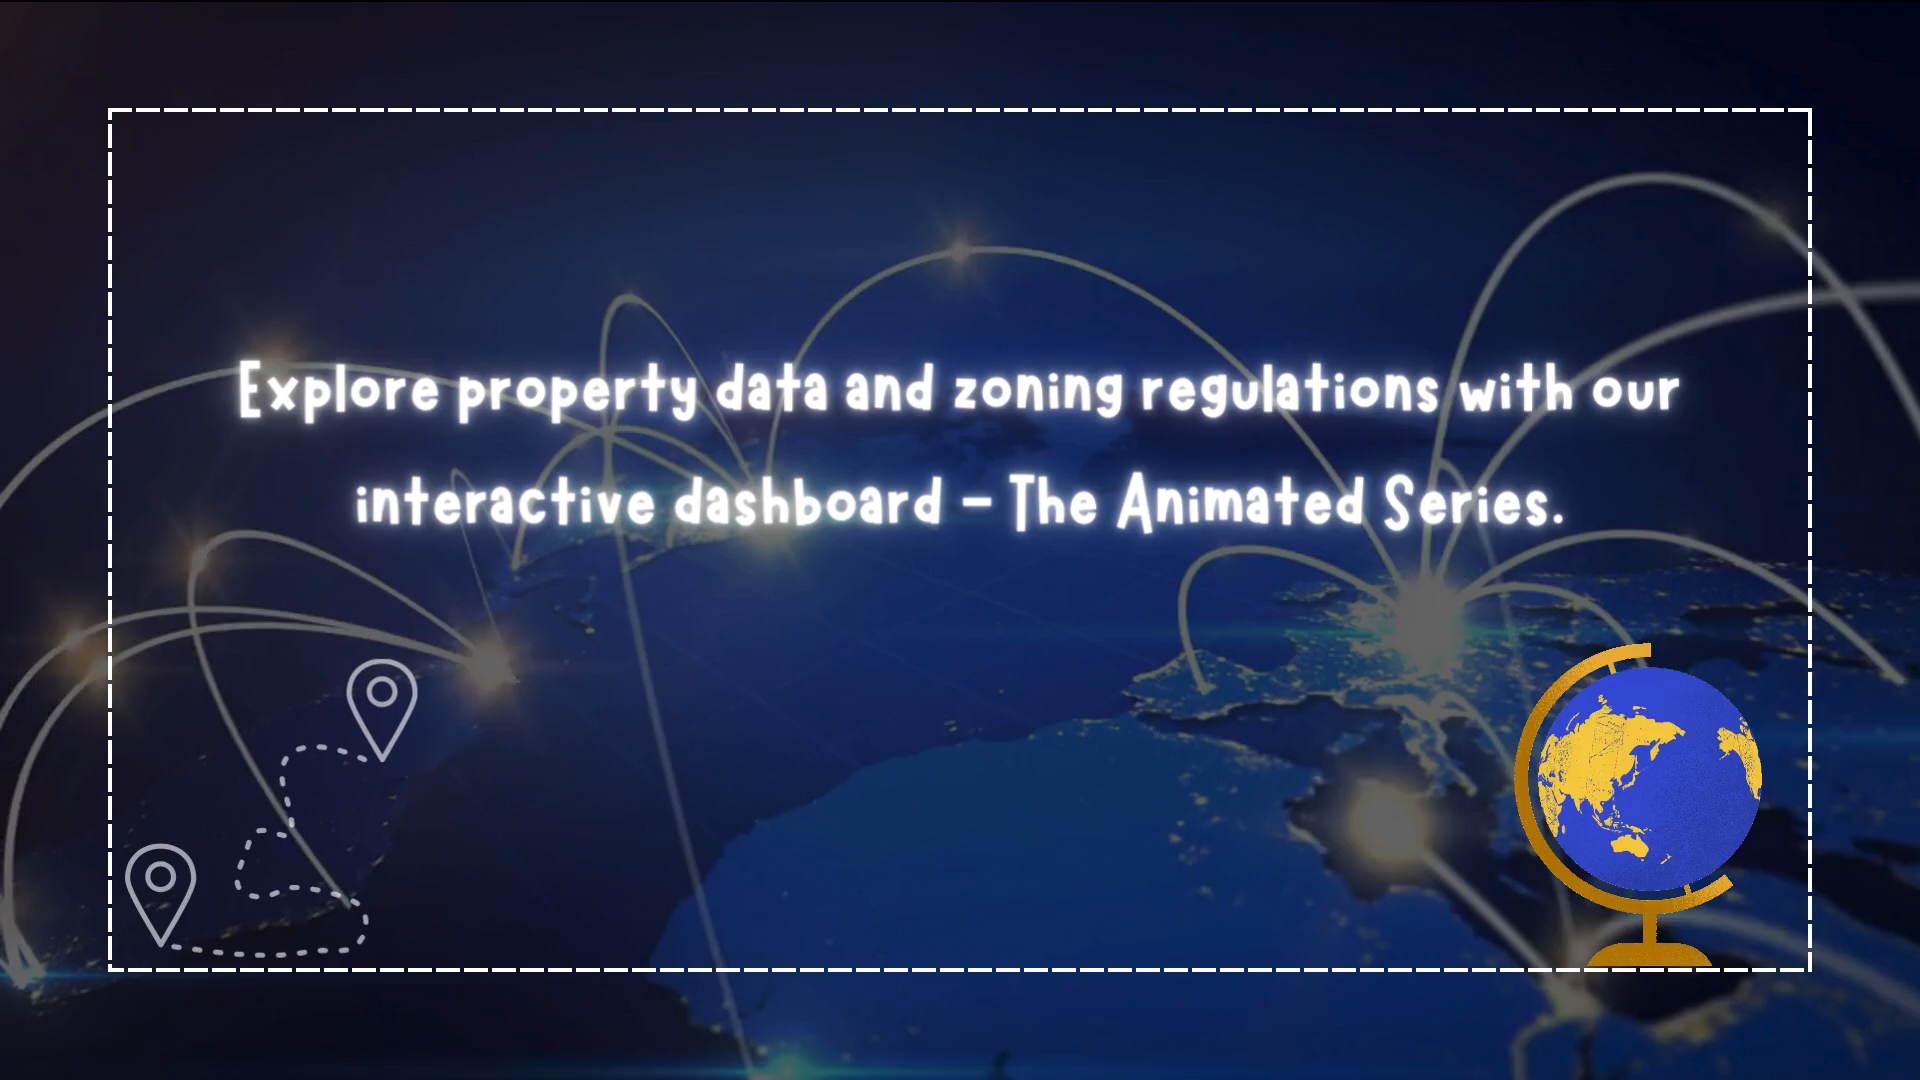 Explore property data and zoning regulations with our
interactive dashboard – The Animated Series.